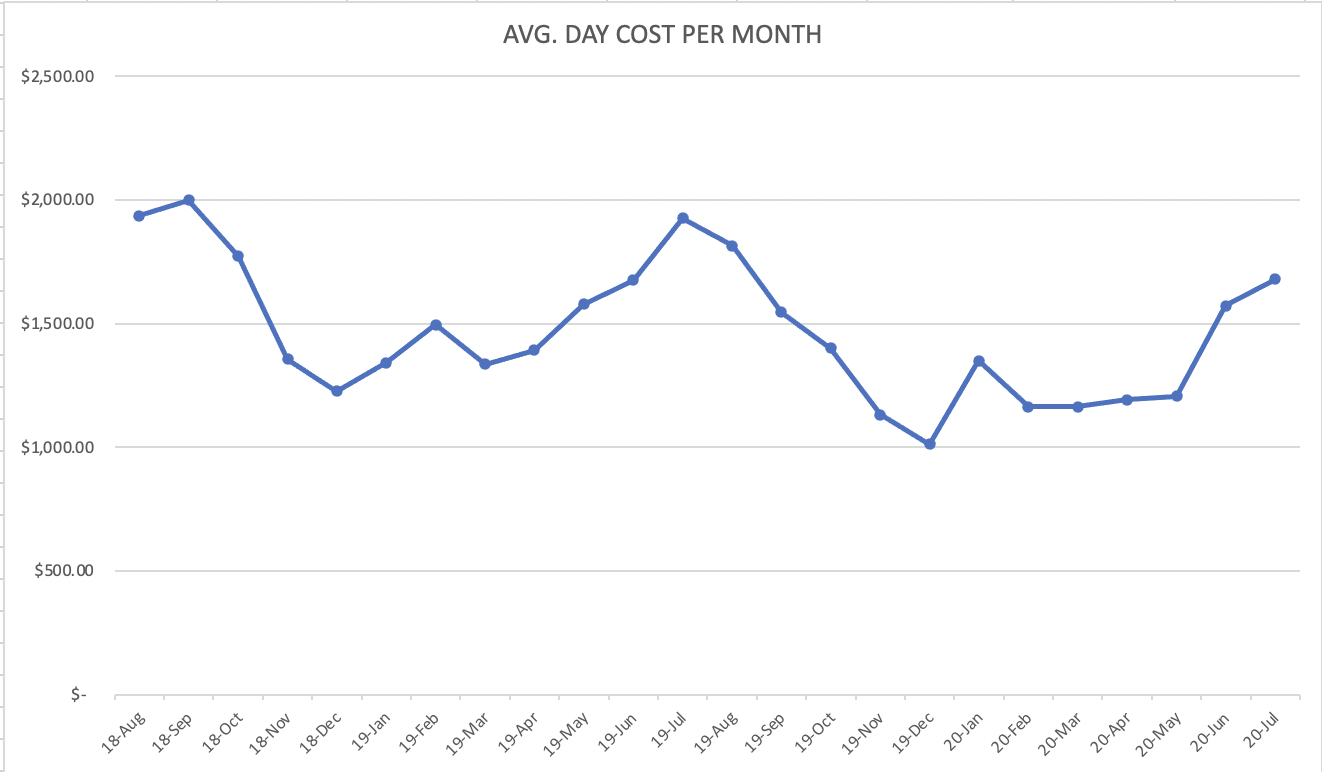 AVG. DAY COST PER MONTH
$2,500.00
$2,000.00
$1,500.00
$1,000.00
$500.00
$-
18-Aug
18-Sep
18-Oct
18-Nov
18-Dec
19-Jan
19-Feb
19-Mar
19-Apr
19-May
19-Jun
19-Jul
19-Aug
19-Sep
19-Oct
19-Nov
19-Dec
20-Jan
20-Feb
20-Mar
20-Apr
20-May
20-Jun
20-Jul